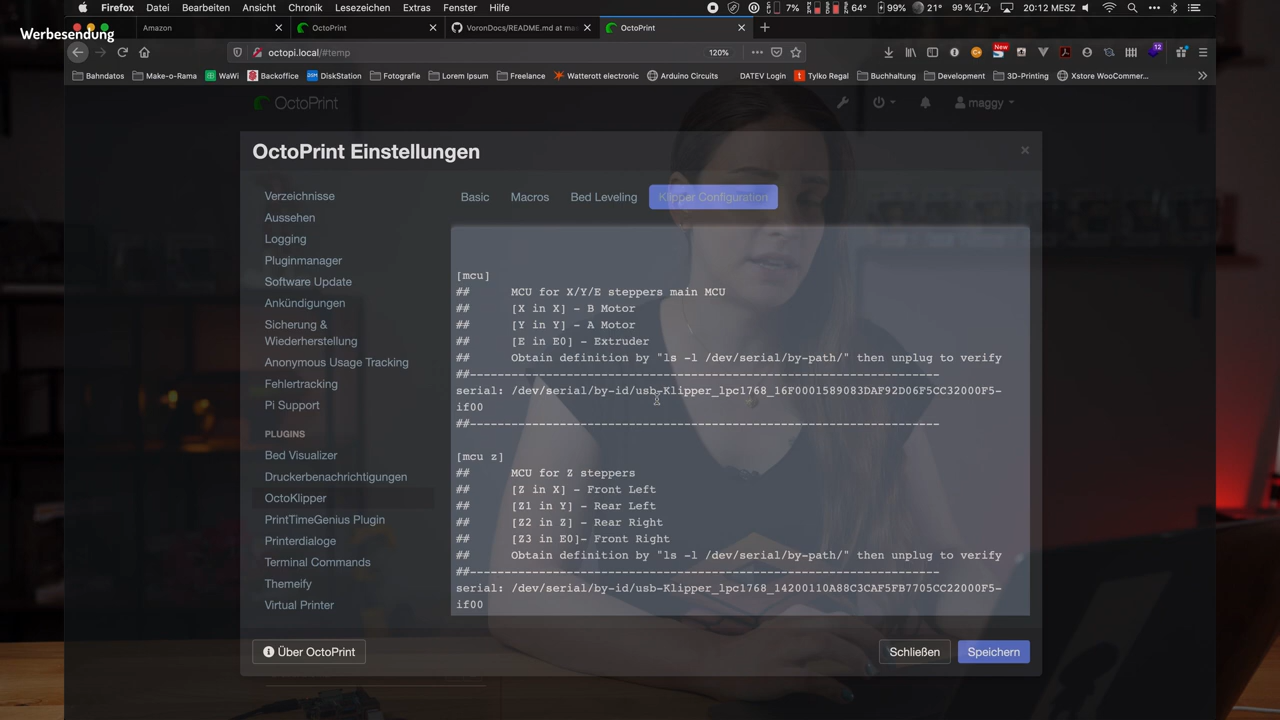 Firefox Datei Bearbeiten Ansicht Chronik Lesezeichen Extras Fenster Hilfe 7% 64° 99% 21° 99 % 20:12 MESZ
Werbesendung
Amazon OctoPrint VoronDocs/README.md at ma OctoPrint
octopi.local/#temp 120% New 12
Bahndatos Make-o-Rama WaWi Backoffice DiskStation Fotografie Lorem Ipsum Freelance Watterott electronic Arduino Circuits DATEV Login Tylko Regal Buchhaltung Development 3D-Printing Xstore WooCommer...
OctoPrint maggy
OctoPrint Einstellungen
Verzeichnisse
Aussehen
Logging
Pluginmanager
Software Update
Ankündigungen
Sicherung &
Wiederherstellung
Anonymous Usage Tracking
Fehlertracking
Pi Support
PLUGINS
Bed Visualizer
Druckerbenachrichtigungen
OctoKlipper
PrintTimeGenius Plugin
Printerdialoge
Terminal Commands
Themeify
Virtual Printer
Basic Macros Bed Leveling Klipper Configuration
[mcu]
## MCU for X/Y/E steppers main MCU
## [X in X] - B Motor
## [Y in Y] - A Motor
## [E in E0] - Extruder
## Obtain definition by "ls -l /dev/serial/by-path/" then unplug to verify
##--------------------------------------------------------------------
serial: /dev/serial/by-id/usb-Klipper_lpc1768_16F0001589083DAF92D06F5CC32000F5-
if00
##--------------------------------------------------------------------
[mcu z]
## MCU for Z steppers
## [Z in X] - Front Left
## [Z1 in Y] - Rear Left
## [Z2 in Z] - Rear Right
## [Z3 in E0]- Front Right
## Obtain definition by "ls -l /dev/serial/by-path/" then unplug to verify
##--------------------------------------------------------------------
serial: /dev/serial/by-id/usb-Klipper_lpc1768_14200110A88C3CAF5FB7705CC22000F5-
if00
Über OctoPrint Schließen Speichern